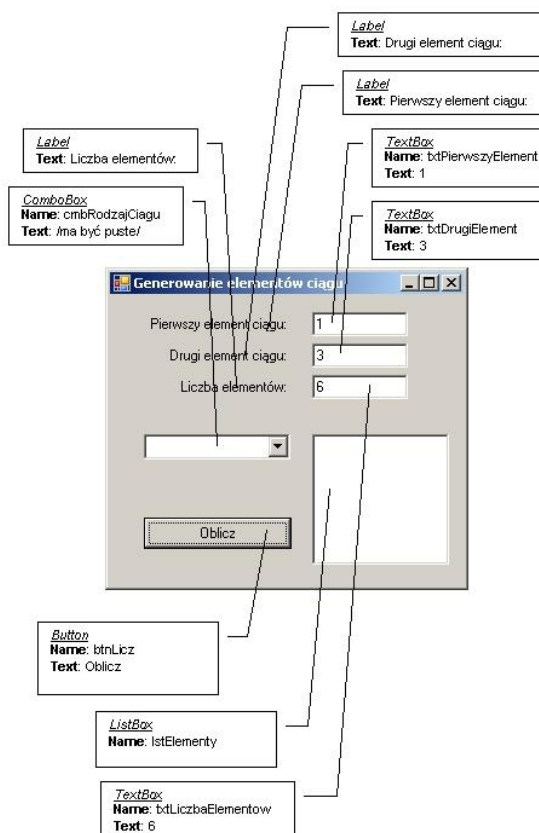 Label
Text: Drugi element ciągu:
Label
Text: Pierwszy element ciągu:
Label
Text: Liczba elementów:
TextBox
Name: txtPierwszyElement
Text: 1
ComboBox
Name: cmbRodzajCiagu
Text: /ma być puste/
TextBox
Name: txtDrugiElement
Text: 3
Generowanie elementów ciągu
Pierwszy element ciągu: 1
Drugi element ciągu: 3
Liczba elementów: 6
Oblicz
Button
Name: btnLicz
Text: Oblicz
ListBox
Name: lstElementy
TextBox
Name: txtLiczbaElementow
Text: 6